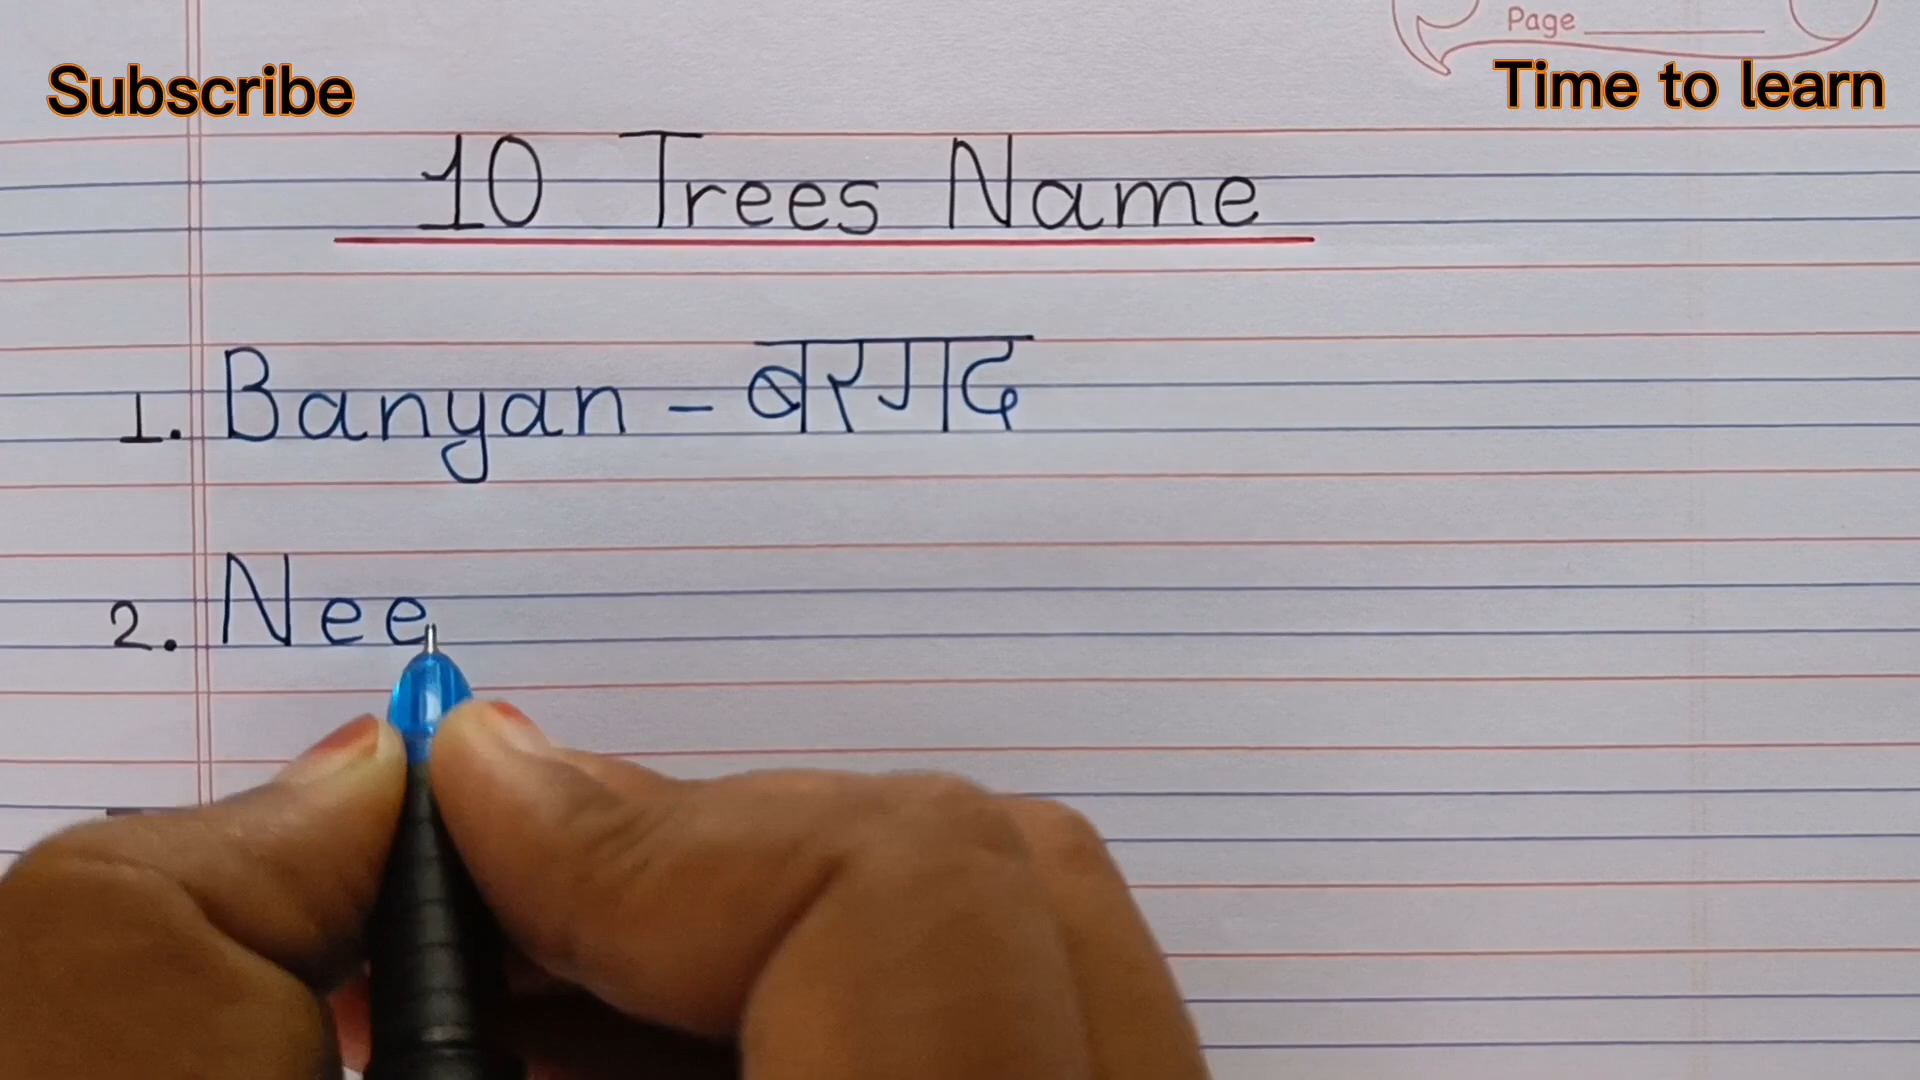 Page
Subscribe
Time to learn
10 Trees Name
1. Banyan - बरगद
2. Nee